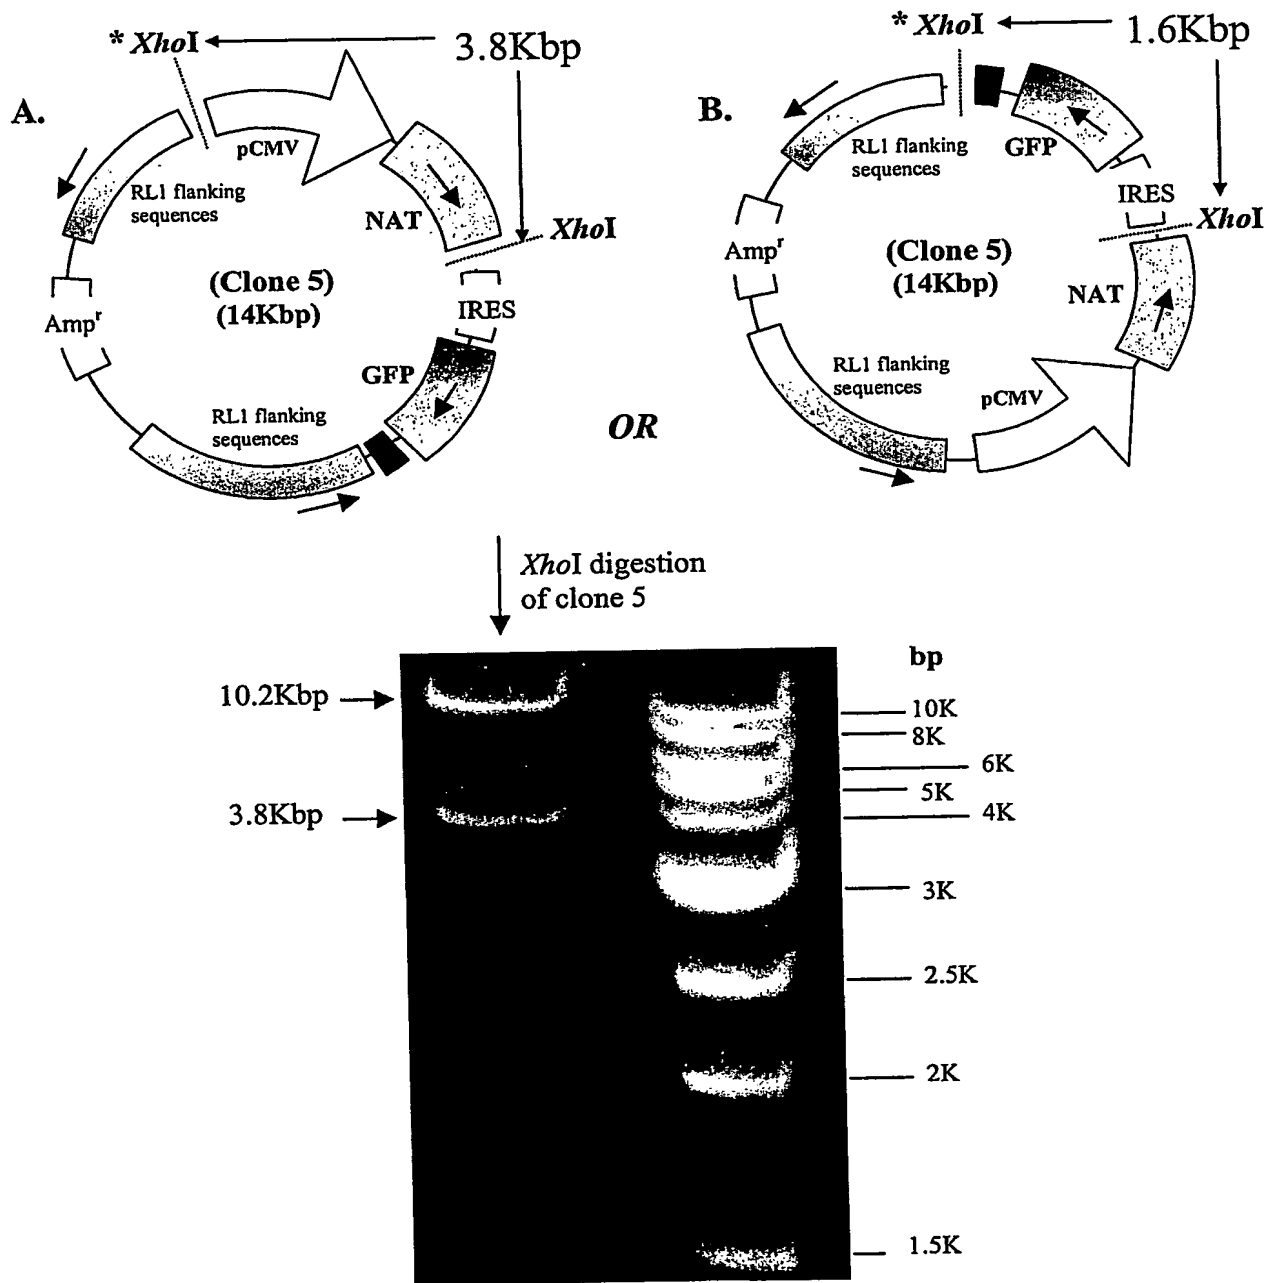 * XhoI
3.8Kbp
A.
pCMV
RL1 flanking
sequences
NAT
XhoI
(Clone 5)
(14Kbp)
Ampʳ
IRES
GFP
RL1 flanking
sequences
OR
* XhoI
1.6Kbp
B.
RL1 flanking
sequences
GFP
IRES
XhoI
Ampʳ
(Clone 5)
(14Kbp)
NAT
RL1 flanking
sequences
pCMV
XhoI digestion
of clone 5
bp
10.2Kbp
3.8Kbp
10K
8K
6K
5K
4K
3K
2.5K
2K
1.5K